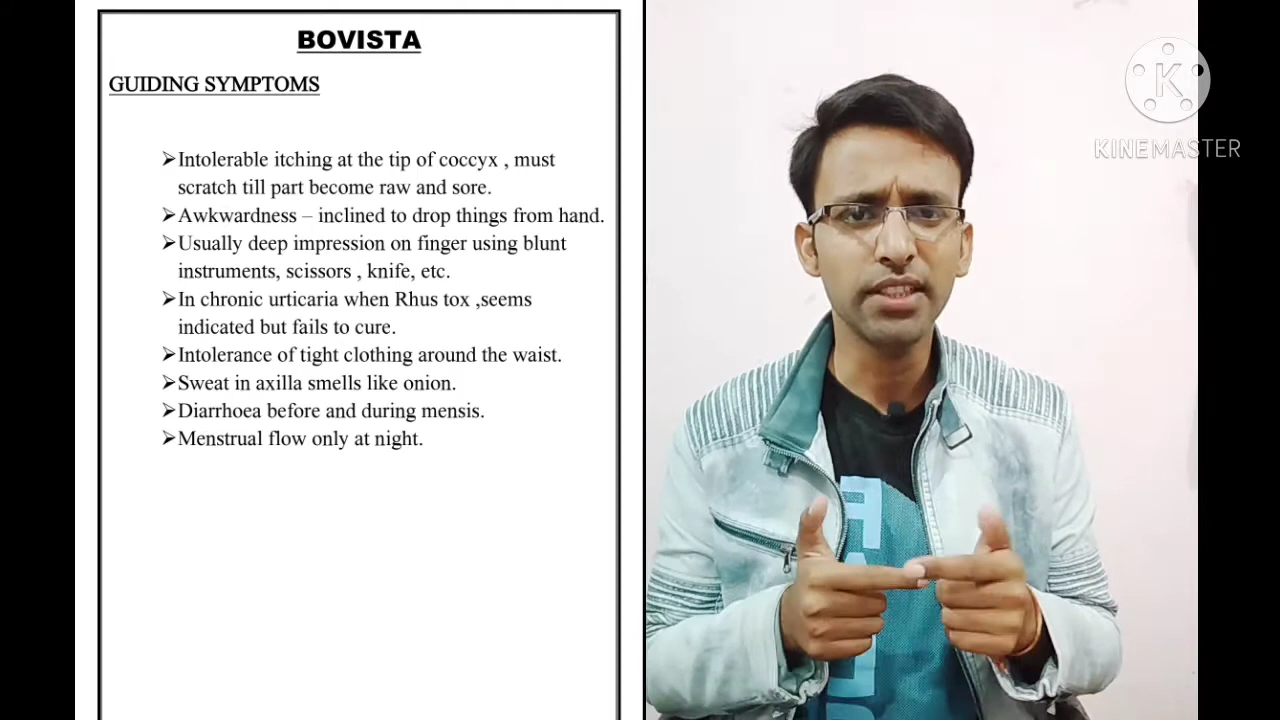 BOVISTA
GUIDING SYMPTOMS
➢Intolerable itching at the tip of coccyx , must
scratch till part become raw and sore.
➢Awkwardness – inclined to drop things from hand.
➢Usually deep impression on finger using blunt
instruments, scissors , knife, etc.
➢In chronic urticaria when Rhus tox ,seems
indicated but fails to cure.
➢Intolerance of tight clothing around the waist.
➢Sweat in axilla smells like onion.
➢Diarrhoea before and during mensis.
➢Menstrual flow only at night.
K
KINEMASTER